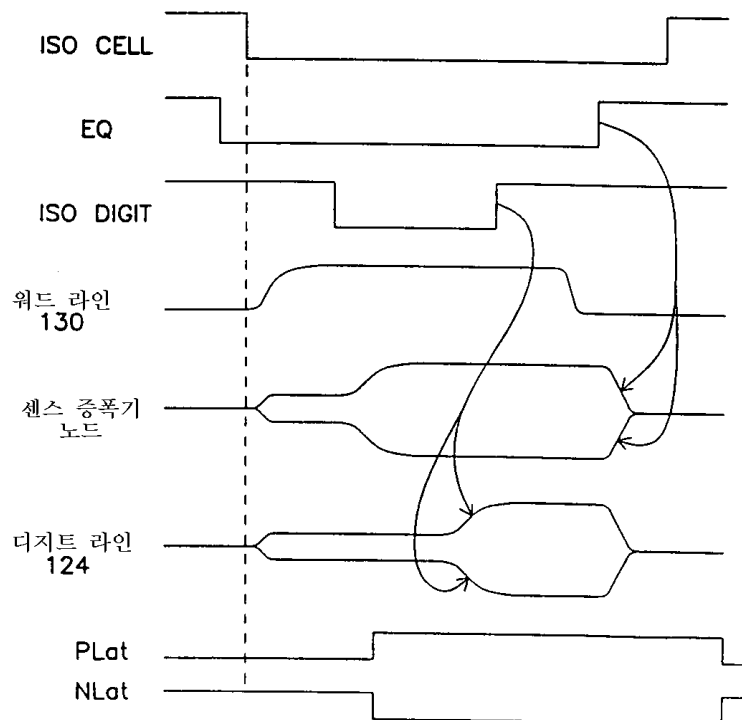 ISO CELL
EQ
ISO DIGIT
워드 라인
130
센스 증폭기
노드
디지트 라인
124
PLat
NLat